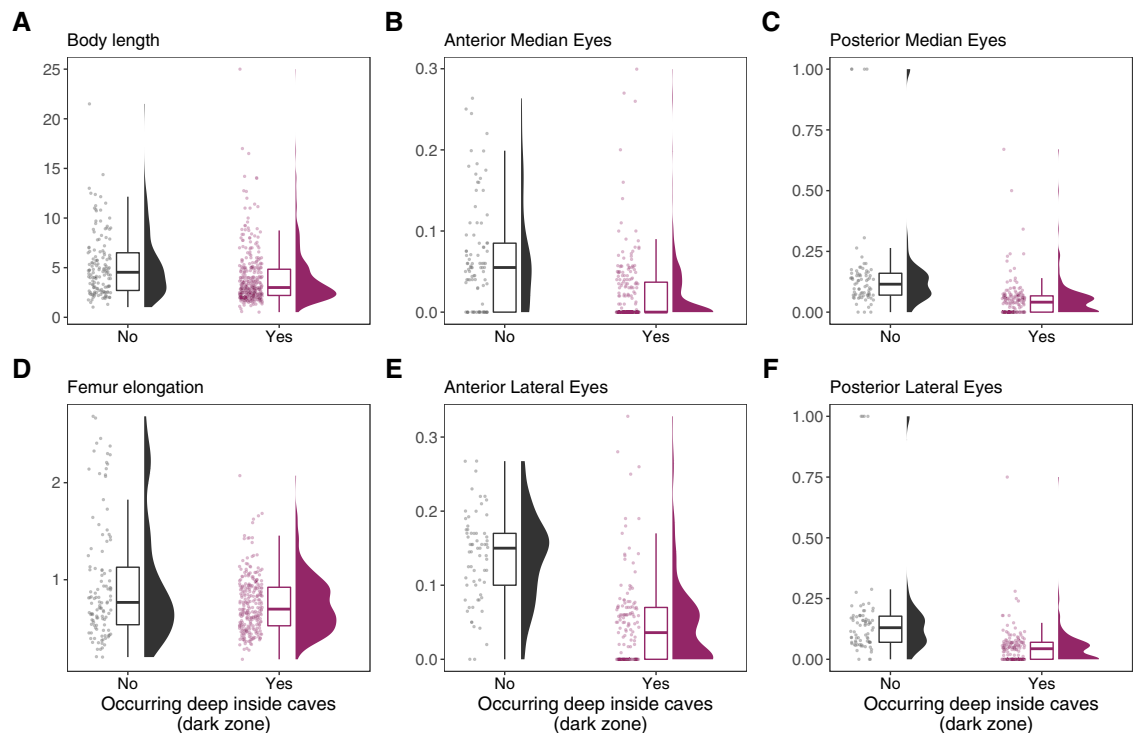 A
Body length
25
20
15
10
5
0
No
Yes
B
Anterior Median Eyes
0.3
0.2
0.1
0.0
No
Yes
C
Posterior Median Eyes
1.00
0.75
0.50
0.25
0.00
No
Yes
D
Femur elongation
2
1
No
Yes
Occurring deep inside caves
(dark zone)
E
Anterior Lateral Eyes
0.3
0.2
0.1
0.0
No
Yes
Occurring deep inside caves
(dark zone)
F
Posterior Lateral Eyes
1.00
0.75
0.50
0.25
0.00
No
Yes
Occurring deep inside caves
(dark zone)